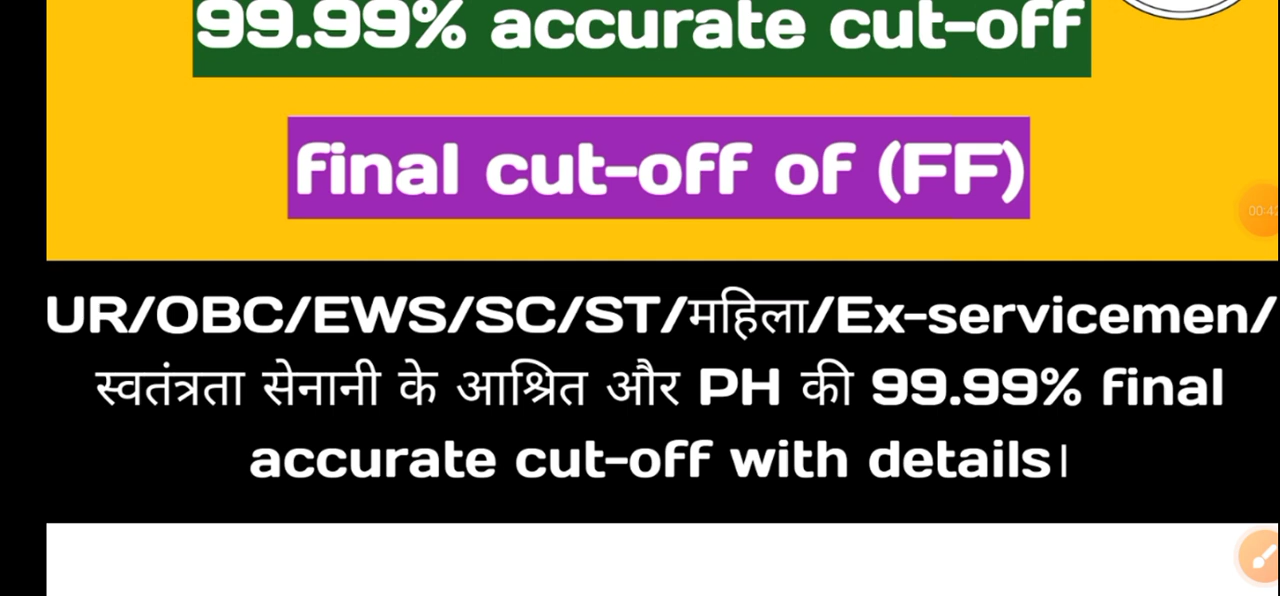 99.99% accurate cut-off
final cut-off of (FF)
UR/OBC/EWS/SC/ST/महिला/Ex-servicemen/
स्वतंत्रता सेनानी के आश्रित और PH की 99.99% final
accurate cut-off with details।